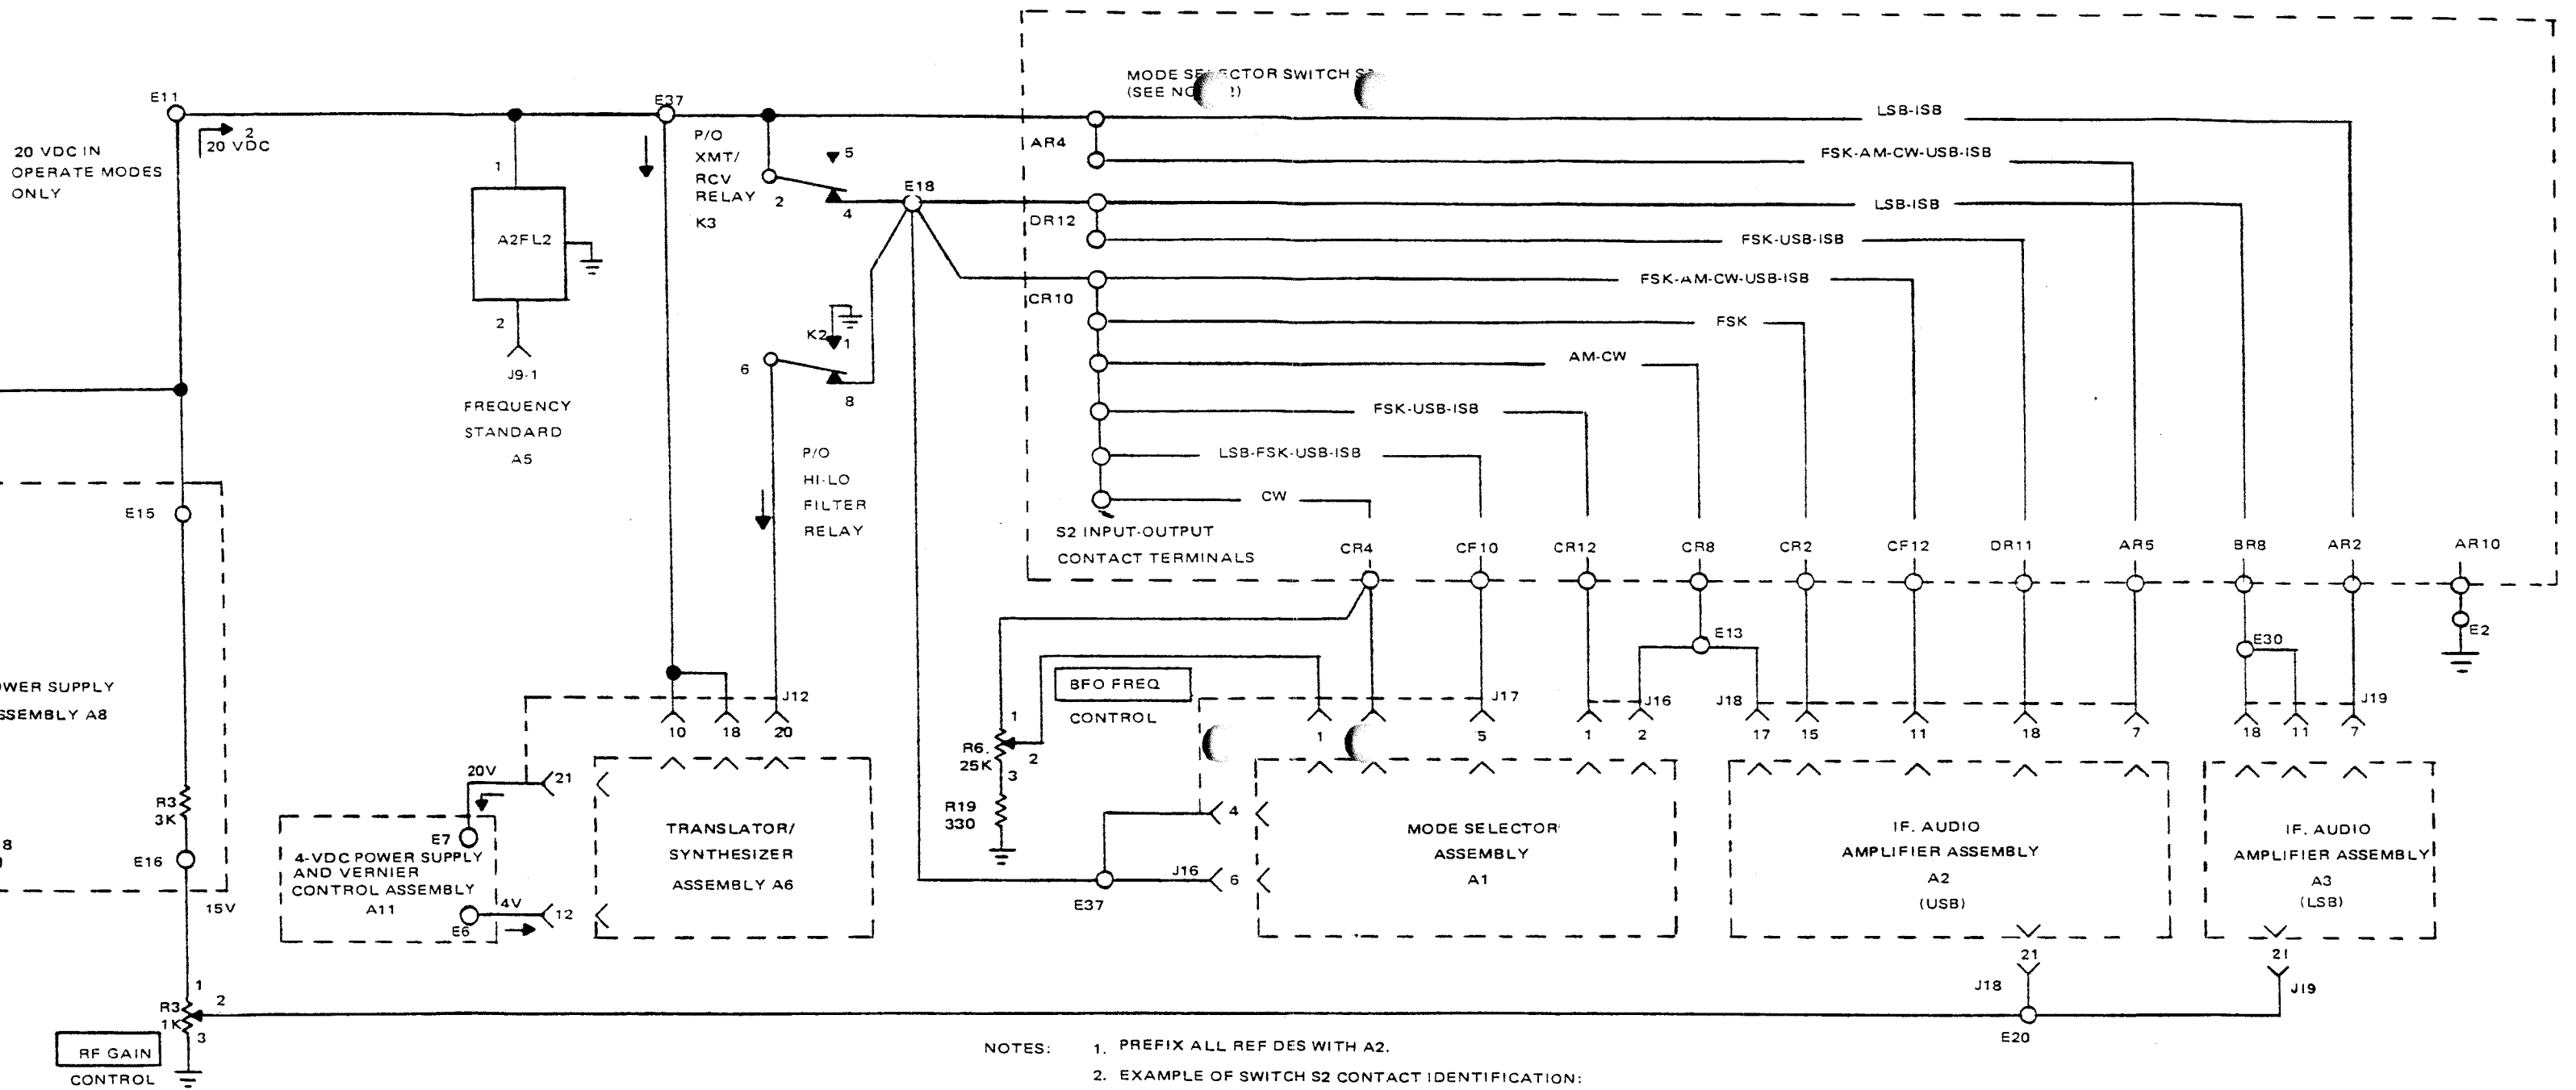 MODE SELECTOR SWITCH
(SEE
E11
2
20 VDC
20 VDC IN
OPERATE MODES
ONLY
1
A2FL2
2
J9-1
FREQUENCY
STANDARD
A5
E37
P/O
XMT/
RCV
RELAY
K3
5
2
4
E18
K2
1
6
8
P/O
HI-LO
FILTER
RELAY
AR4
LSB-ISB
FSK-AM-CW-USB-ISB
DR12
LSB-ISB
FSK-USB-ISB
CR10
FSK-AM-CW-USB-ISB
FSK
AM-CW
FSK-USB-ISB
LSB-FSK-USB-ISB
CW
S2 INPUT-OUTPUT
CONTACT TERMINALS
CR4
CF10
CR12
CR8
CR2
CF12
DR11
AR5
BR8
AR2
AR10
E13
E30
E2
E15
WER SUPPLY
SSEMBLY A8
R3
3K
8
E16
15V
J12
10
18
20
20V
21
E7
4-VDC POWER SUPPLY
AND VERNIER
CONTROL ASSEMBLY
A11
E6
4V
12
TRANSLATOR/
SYNTHESIZER
ASSEMBLY A6
BFO FREQ
CONTROL
1
R6.
25K
2
3
R19
330
J17
J16
J18
J19
1
5
1
2
17
15
11
18
7
18
11
7
4
J16
6
E37
MODE SELECTOR
ASSEMBLY
A1
IF. AUDIO
AMPLIFIER ASSEMBLY
A2
(USB)
IF. AUDIO
AMPLIFIER ASSEMBLY
A3
(LSB)
21
J18
21
J19
E20
1
R3
1K
2
3
RF GAIN
CONTROL
NOTES:
1. PREFIX ALL REF DES WITH A2.
2. EXAMPLE OF SWITCH S2 CONTACT IDENTIFICATION: